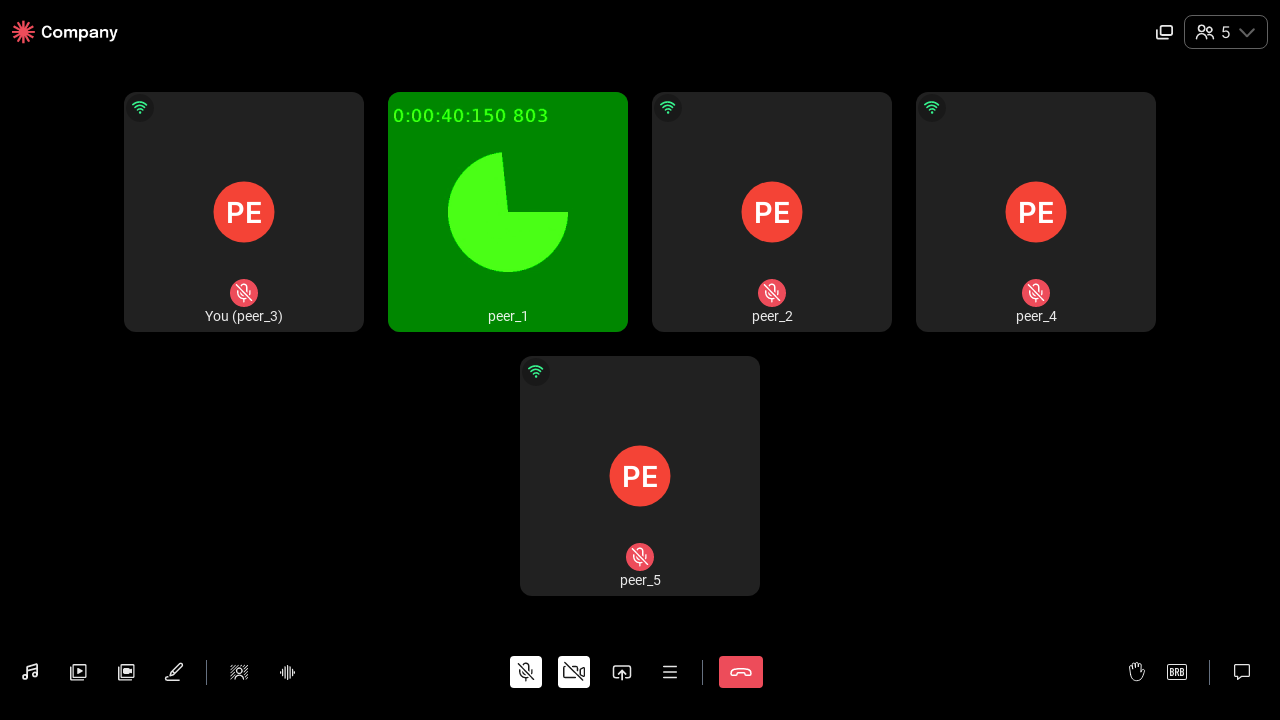 Company
5
0:00:40:150 803
PE
PE
PE
You (peer_3)
peer_1
peer_2
peer_4
PE
peer_5
BRB